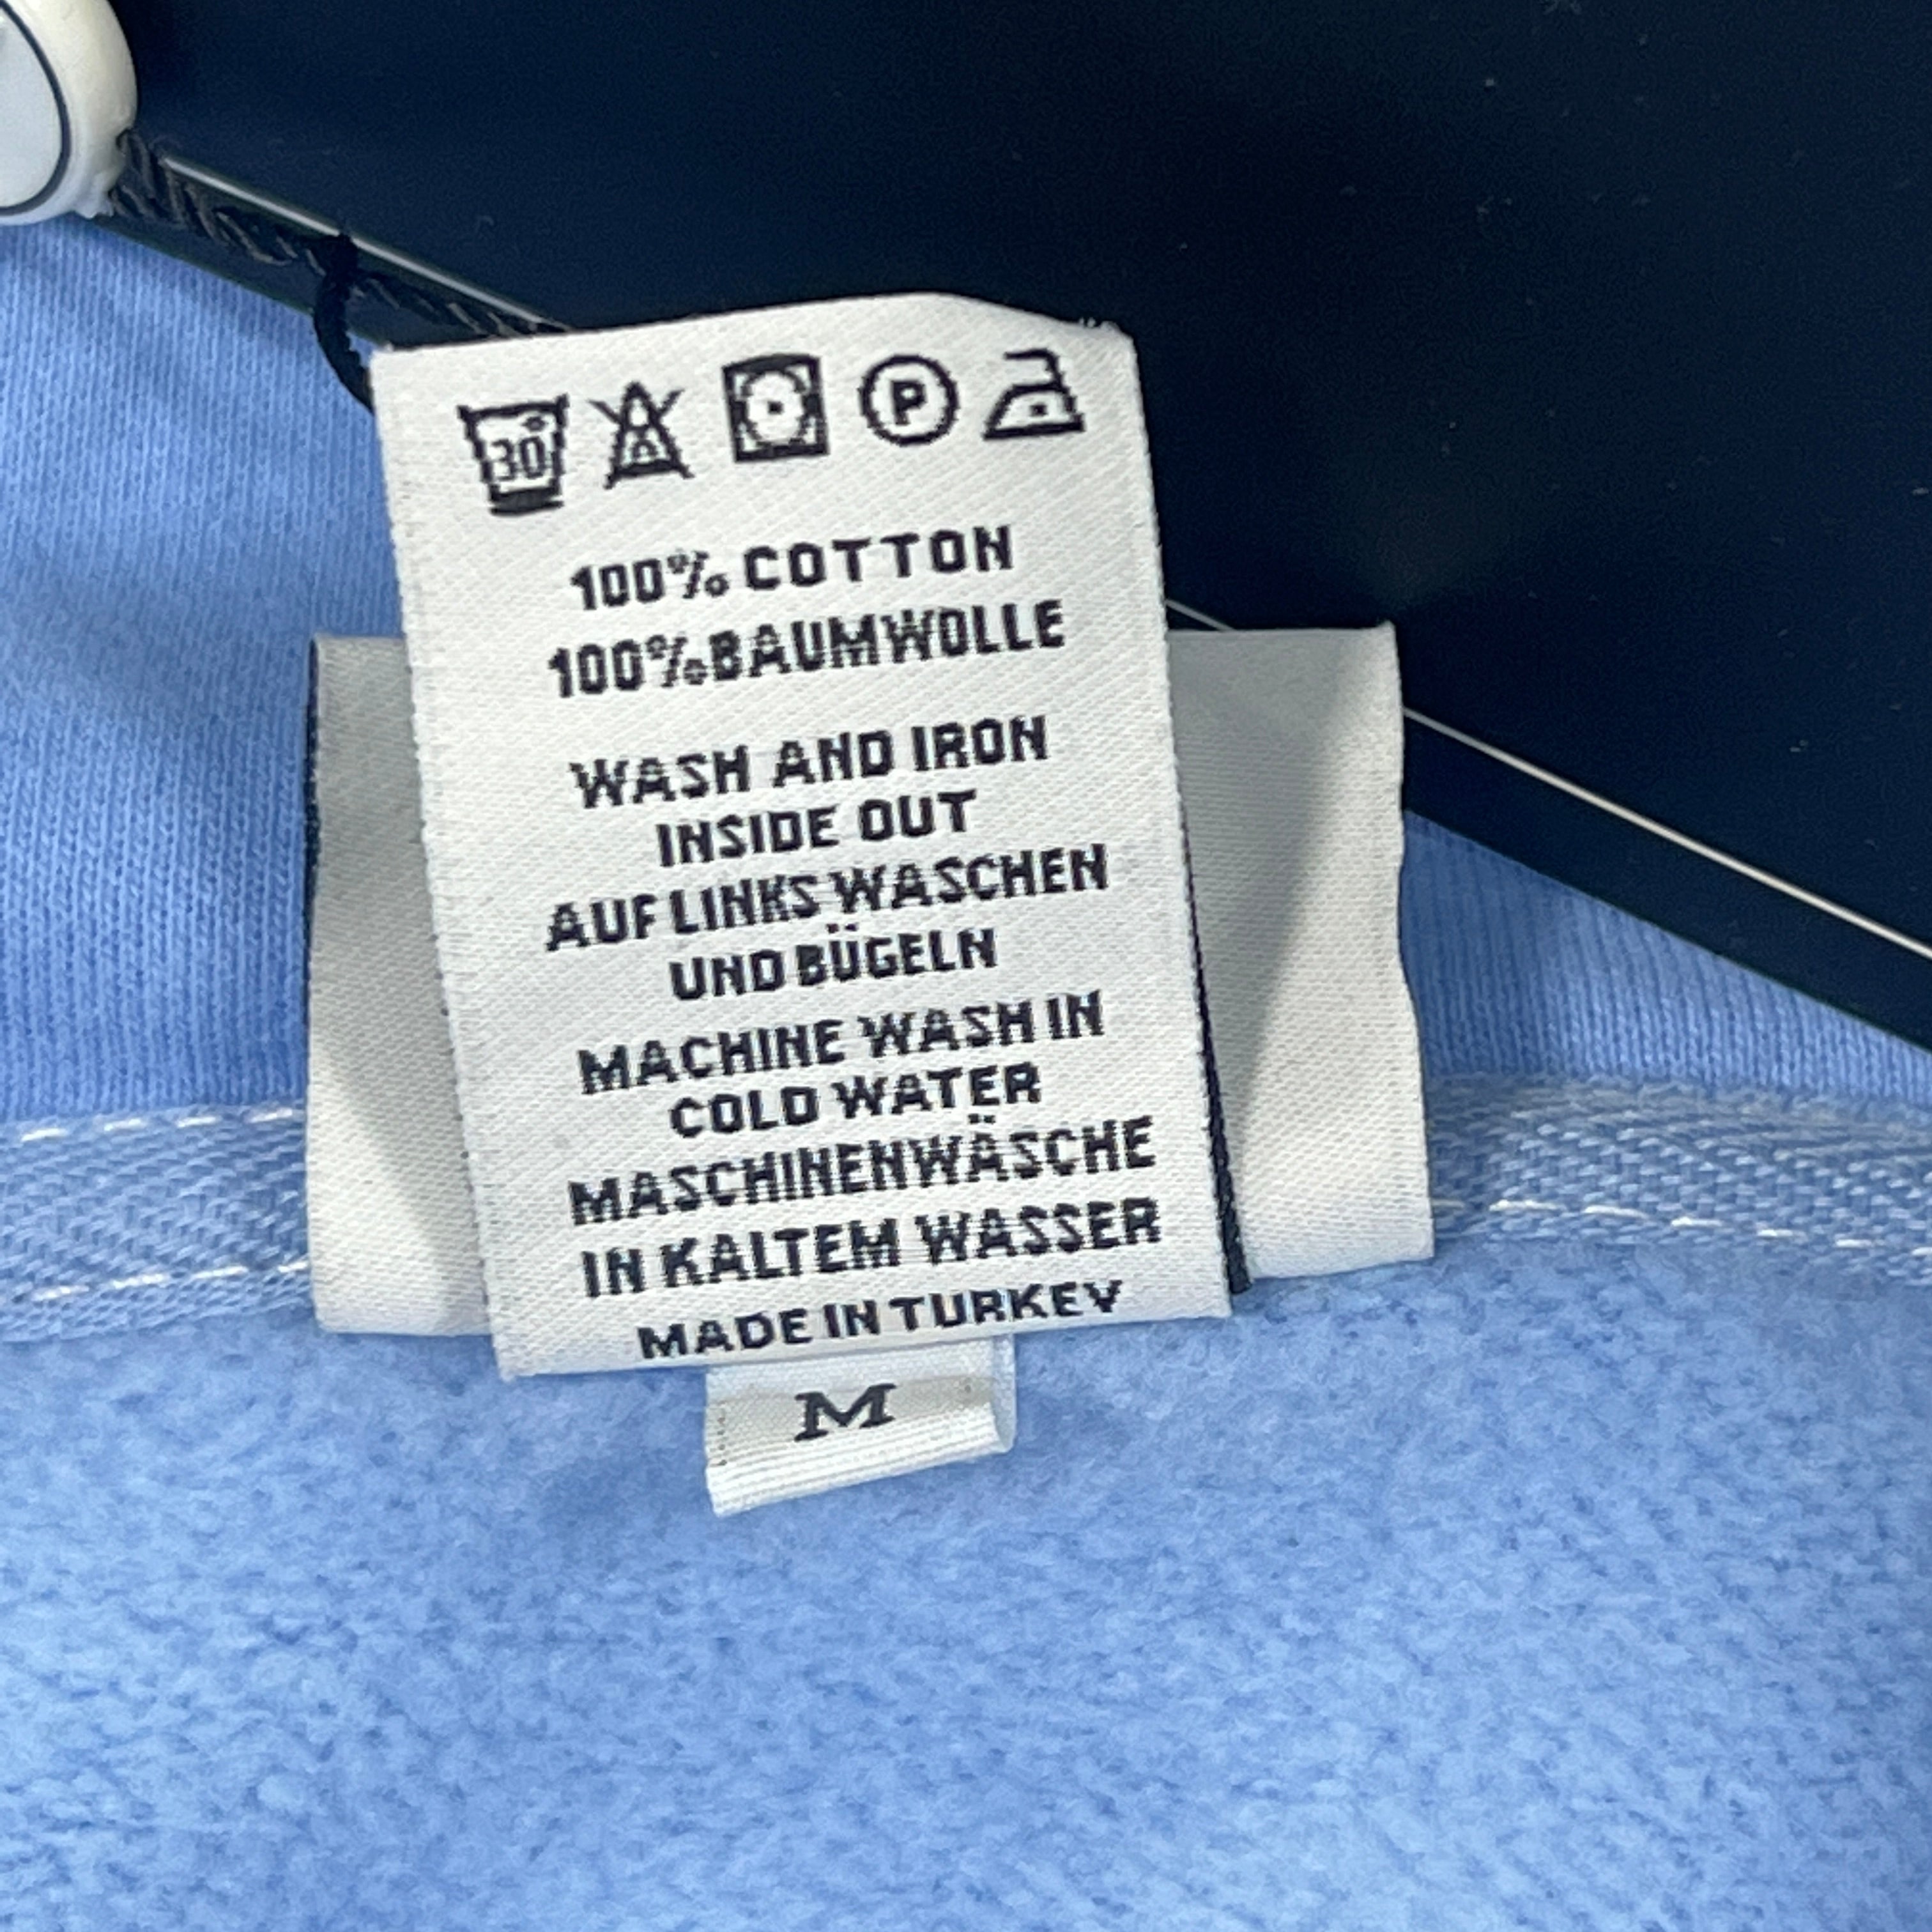 30°
P
100% COTTON
100% BAUMWOLLE
WASH AND IRON
INSIDE OUT
AUF LINKS WASCHEN
UND BÜGELN
MACHINE WASH IN
COLD WATER
MASCHINENWÄSCHE
IN KALTEM WASSER
MADE IN TURKEY
M